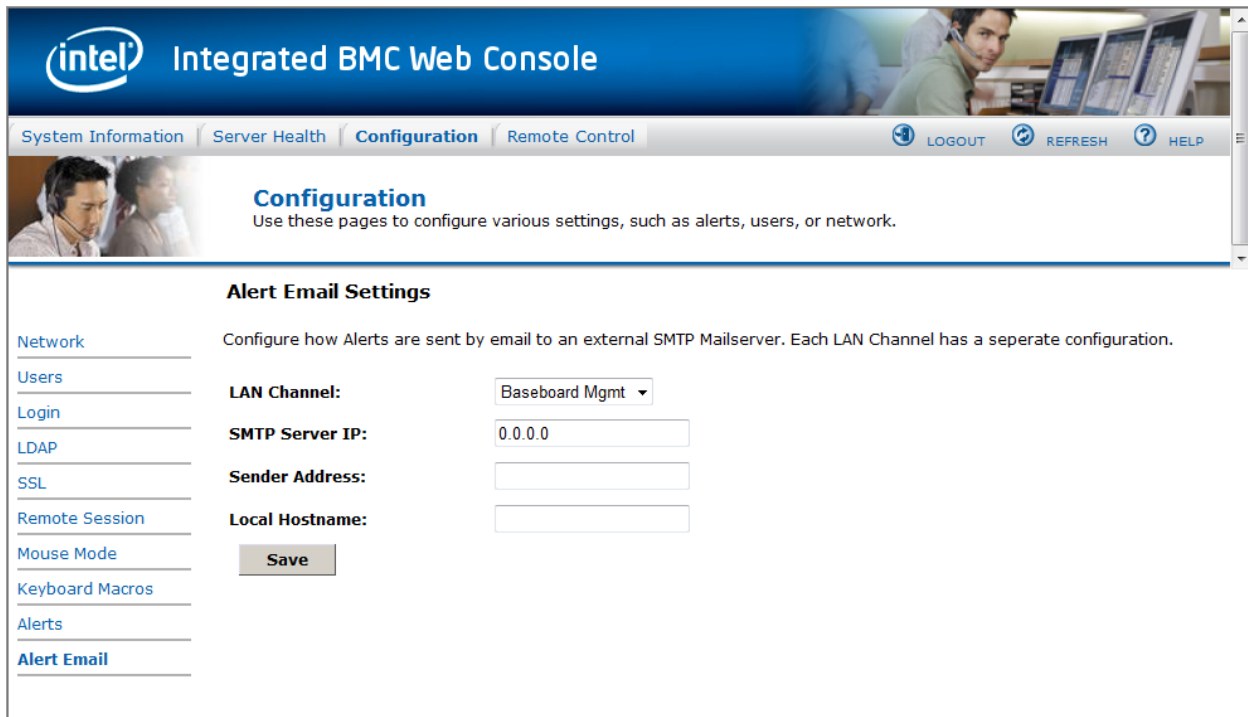 intel Integrated BMC Web Console
System Information Server Health Configuration Remote Control LOGOUT REFRESH ? HELP
Configuration
Use these pages to configure various settings, such as alerts, users, or network.
Alert Email Settings
Configure how Alerts are sent by email to an external SMTP Mailserver. Each LAN Channel has a seperate configuration.
Network
Users
Login
LDAP
SSL
Remote Session
Mouse Mode
Keyboard Macros
Alerts
Alert Email
LAN Channel: Baseboard Mgmt
SMTP Server IP: 0.0.0.0
Sender Address:
Local Hostname:
Save